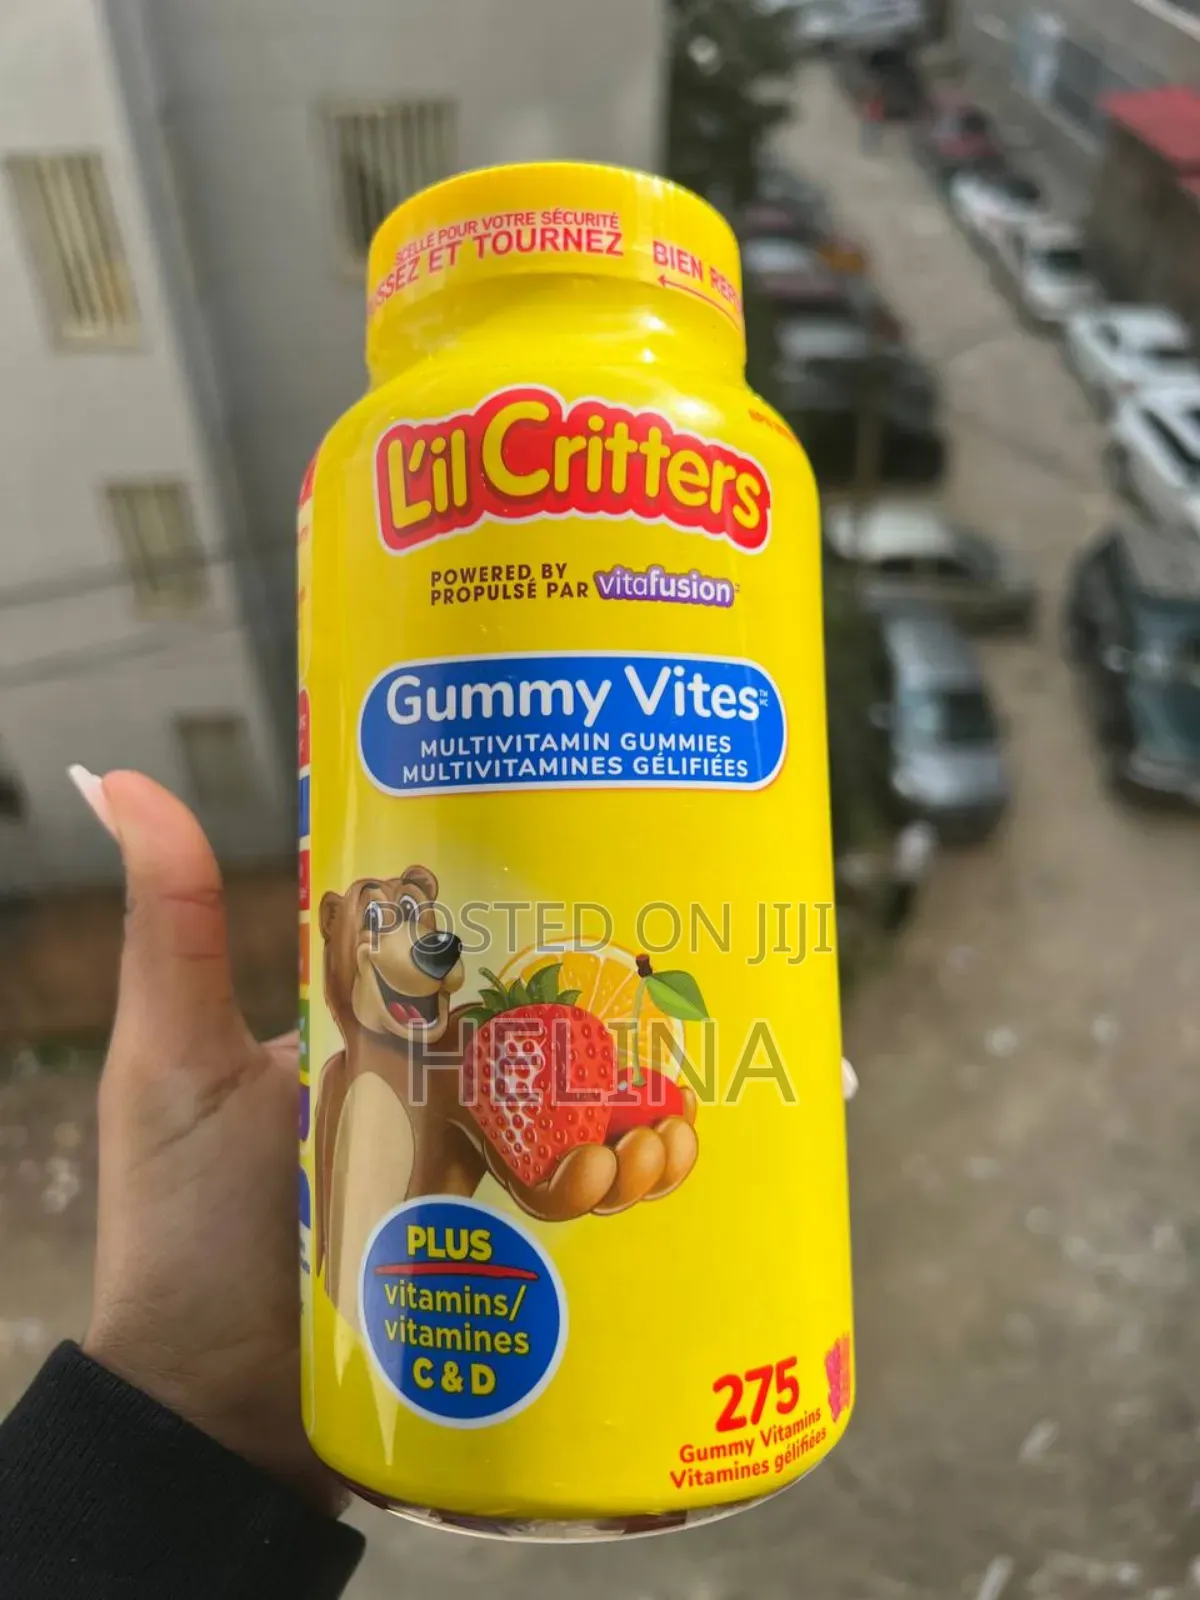 SCELLÉ POUR VOTRE SÉCURITÉ
ET TOURNEZ
BIEN
L'il Critters
POWERED BY
PROPULSÉ PAR vitafusion
Gummy Vites
MULTIVITAMIN GUMMIES
MULTIVITAMINES GÉLIFIÉES
POSTED ON JIJI
HELINA
PLUS
vitamins/
vitamines
C & D
275
Gummy Vitamins
Vitamines gélifiées